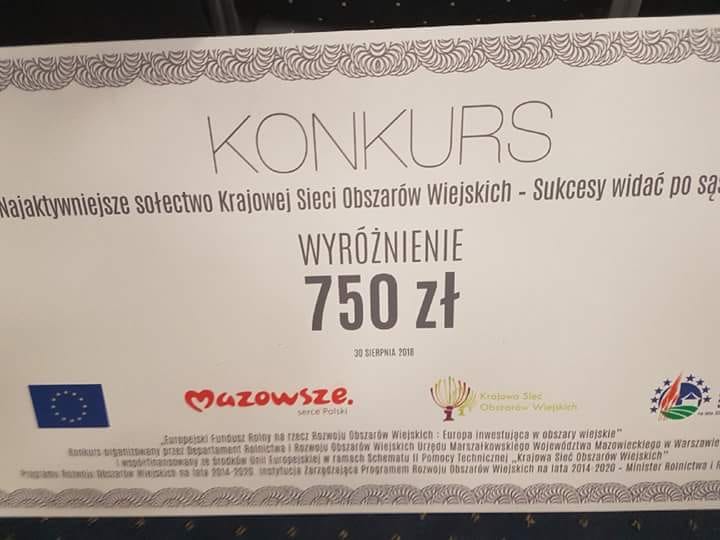 KONKURS
Najaktywniejsze sołectwo Krajowej Sieci Obszarów Wiejskich - Sukcesy widać po
WYRÓŻNIENIE
750 zł
30 SIERPNIA 2018
Mazowsze.
serce Polski
Krajowa Sieć
Obszarów Wiejskich
„Europejski Fundusz Rolny na rzecz Rozwoju Obszarów Wiejskich : Europa inwestująca w obszary wiejskie"
Konkurs organizowany przez Departament Rolnictwa i Rozwoju Obszarów Wiejskich Urzędu Marszałkowskiego Województwa Mazowieckiego w Warszawie
i współfinansowany ze środków Unii Europejskiej w ramach Schematu II Pomocy Technicznej „Krajowa Sieć Obszarów Wiejskich"
Programu Rozwoju Obszarów Wiejskich na lata 2014-2020. Instytucja Zarządzająca Programem Rozwoju Obszarów Wiejskich na lata 2014-2020 - Minister Rolnictwa i